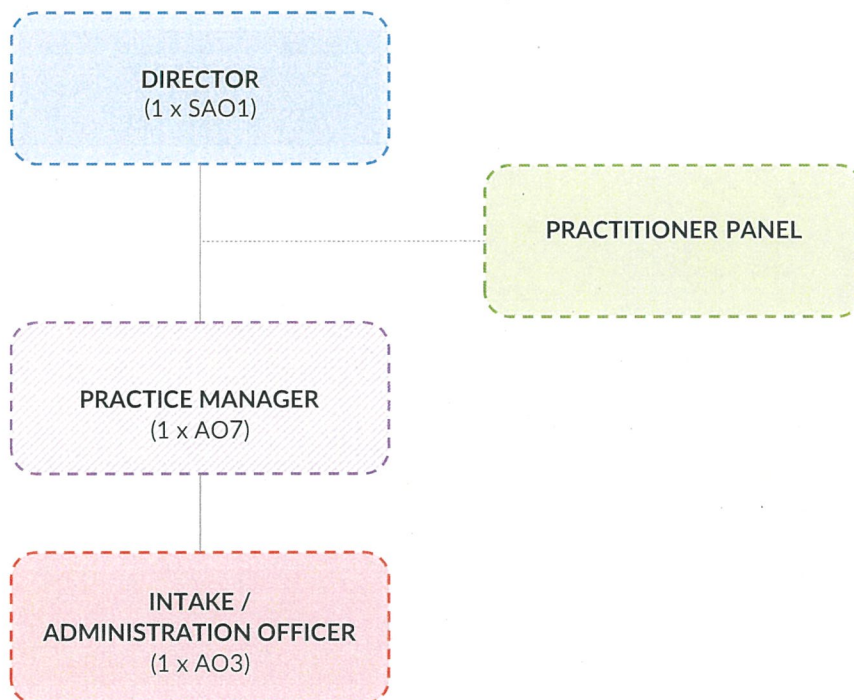 DIRECTOR
(1 x SAO1)
PRACTITIONER PANEL
PRACTICE MANAGER
(1 x AO7)
INTAKE /
ADMINISTRATION OFFICER
(1 x AO3)